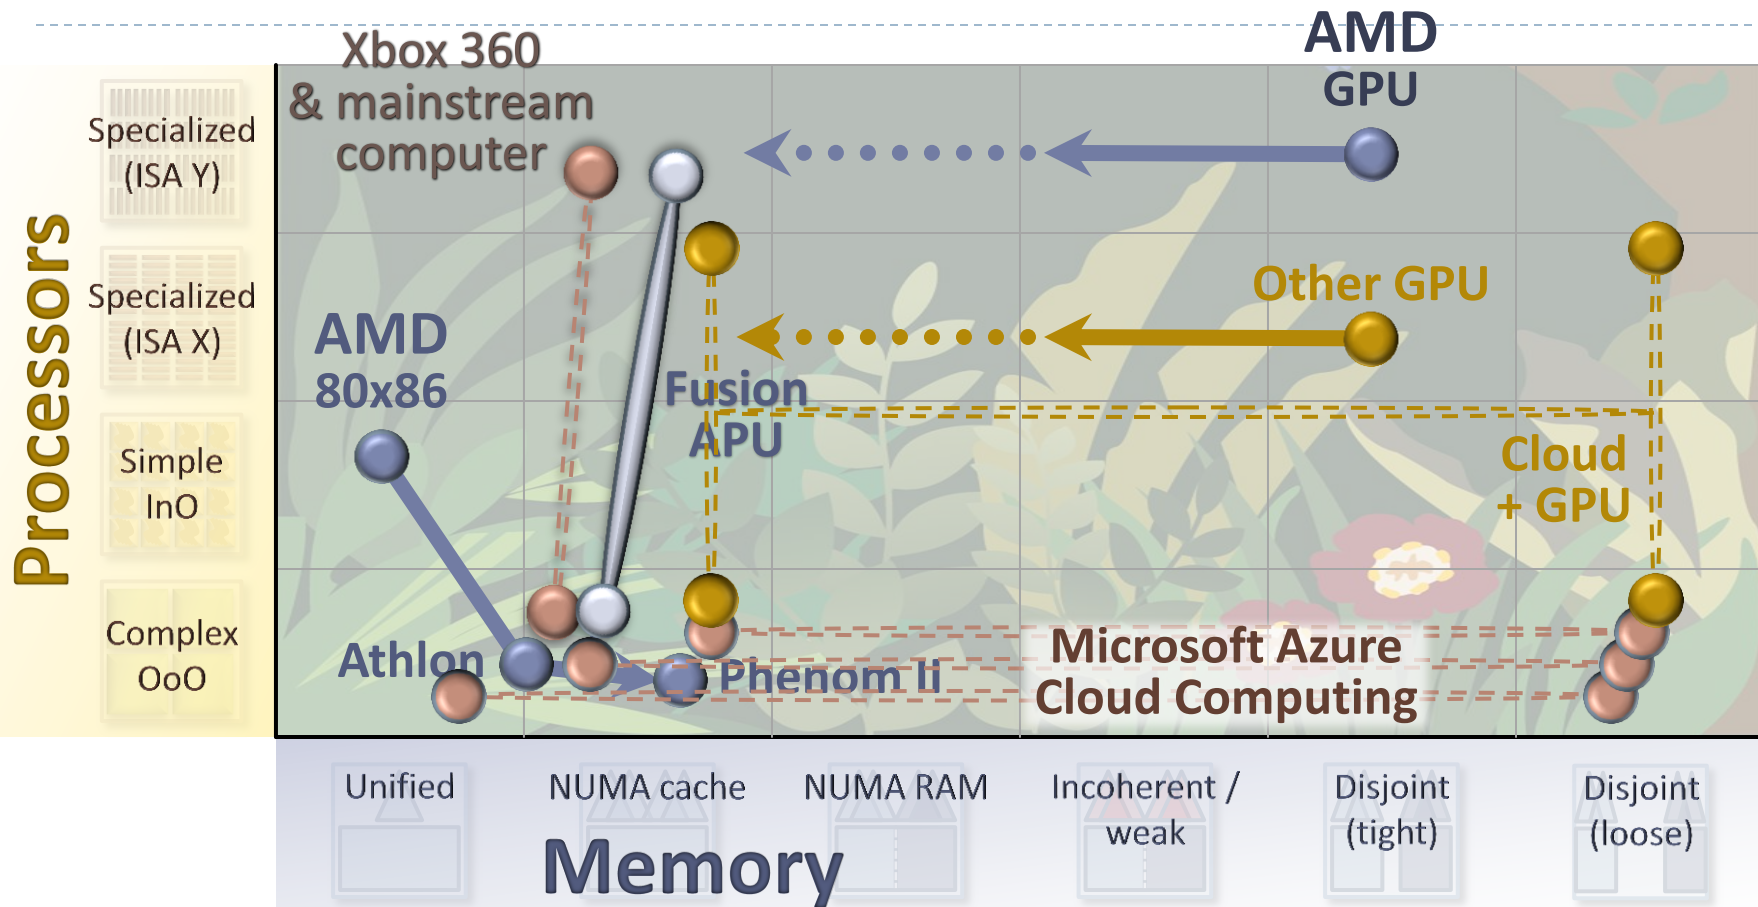 Xbox 360
& mainstream
computer
AMD
GPU
Specialized
(ISA Y)
Processors
Specialized
(ISA X)
Other GPU
AMD
80x86
Fusion
APU
Cloud
+ GPU
Simple
InO
Complex
OoO
Athlon
Phenom Ii
Microsoft Azure
Cloud Computing
Unified
NUMA cache
NUMA RAM
Incoherent /
weak
Disjoint
(tight)
Disjoint
(loose)
Memory